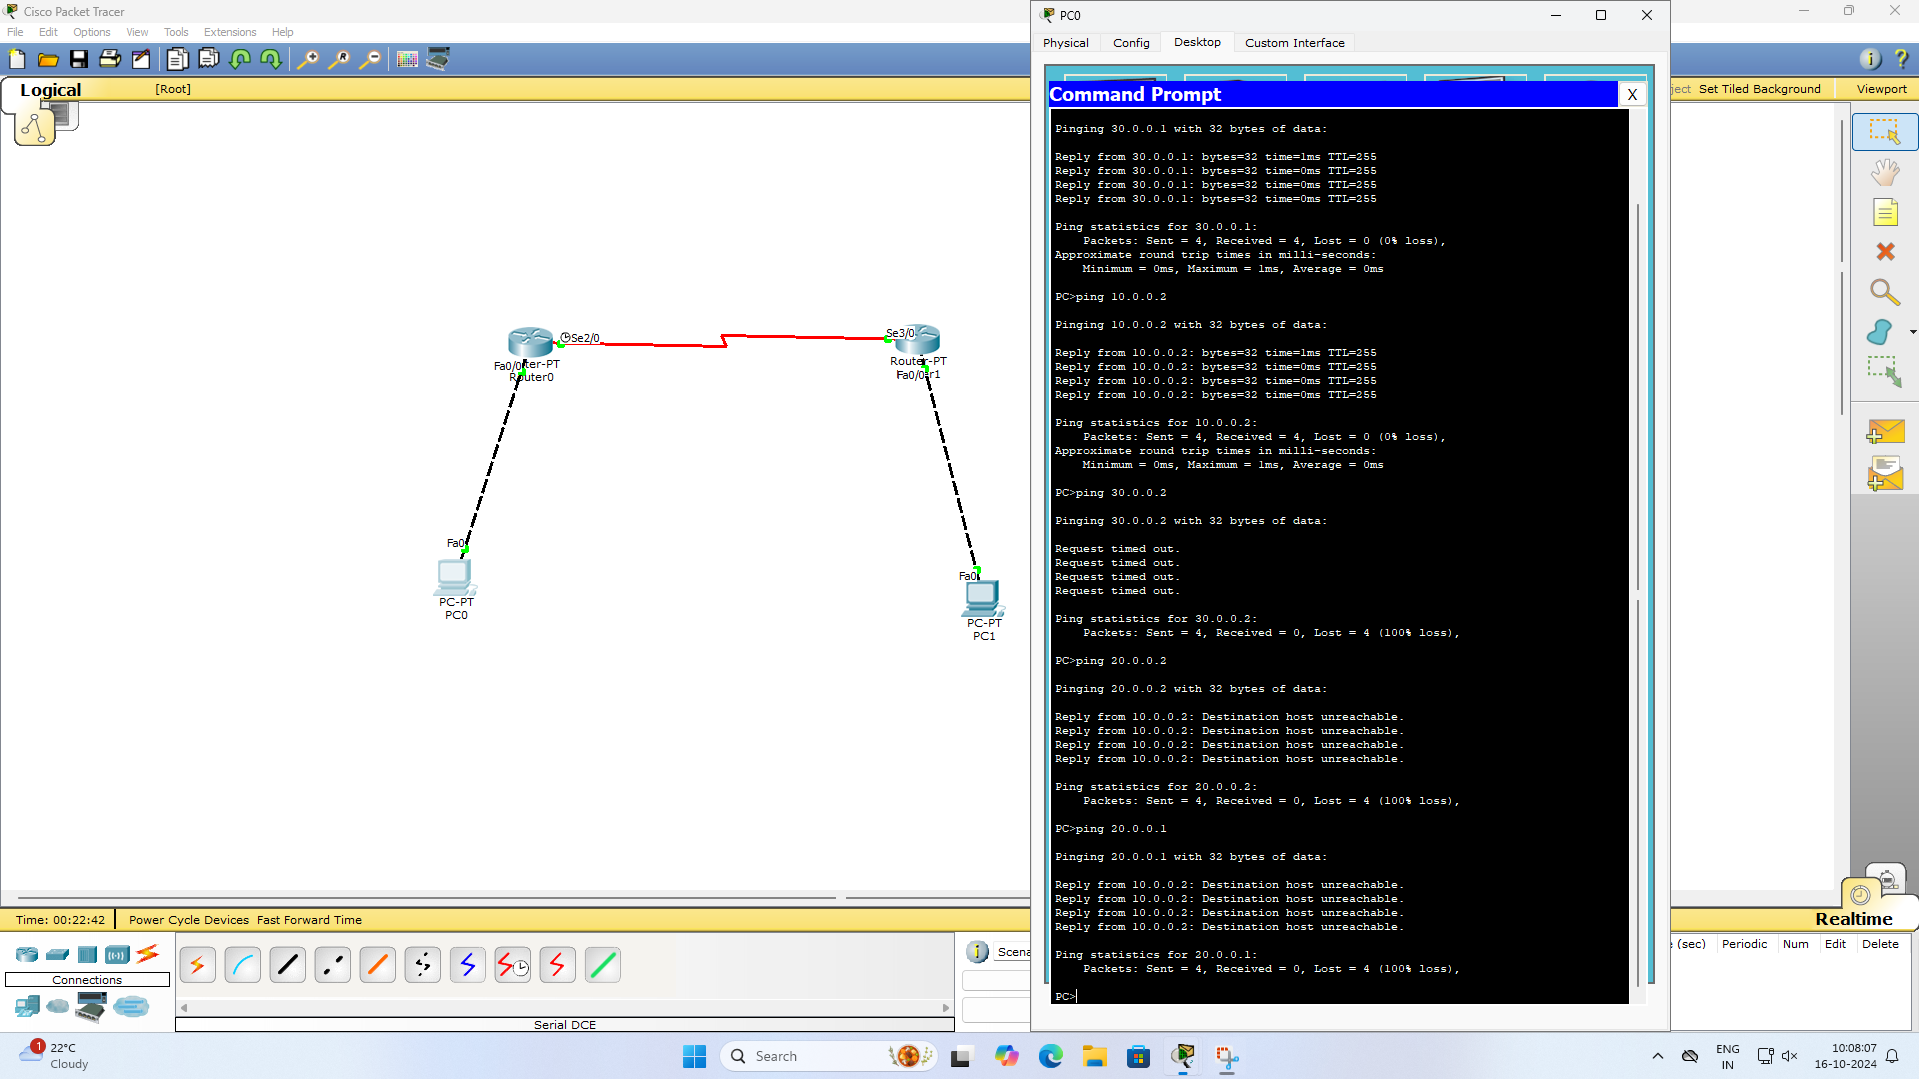 Cisco Packet Tracer
File Edit Options View Tools Extensions Help
Logical
[Root]
Set Tiled Background
Viewport
Se2/0
Se3/0
Fa0/0
Router0
Router-PT
Fa0/0
Fa0
PC-PT
PC0
Fa0
PC-PT
PC1
PC0
Physical Config Desktop Custom Interface
Command Prompt
X
Pinging 30.0.0.1 with 32 bytes of data:
Reply from 30.0.0.1: bytes=32 time=1ms TTL=255
Reply from 30.0.0.1: bytes=32 time=0ms TTL=255
Reply from 30.0.0.1: bytes=32 time=0ms TTL=255
Reply from 30.0.0.1: bytes=32 time=0ms TTL=255
Ping statistics for 30.0.0.1:
Packets: Sent = 4, Received = 4, Lost = 0 (0% loss),
Approximate round trip times in milli-seconds:
Minimum = 0ms, Maximum = 1ms, Average = 0ms
PC>ping 10.0.0.2
Pinging 10.0.0.2 with 32 bytes of data:
Reply from 10.0.0.2: bytes=32 time=1ms TTL=255
Reply from 10.0.0.2: bytes=32 time=0ms TTL=255
Reply from 10.0.0.2: bytes=32 time=0ms TTL=255
Reply from 10.0.0.2: bytes=32 time=0ms TTL=255
Ping statistics for 10.0.0.2:
Packets: Sent = 4, Received = 4, Lost = 0 (0% loss),
Approximate round trip times in milli-seconds:
Minimum = 0ms, Maximum = 1ms, Average = 0ms
PC>ping 30.0.0.2
Pinging 30.0.0.2 with 32 bytes of data:
Request timed out.
Request timed out.
Request timed out.
Request timed out.
Ping statistics for 30.0.0.2:
Packets: Sent = 4, Received = 0, Lost = 4 (100% loss),
PC>ping 20.0.0.2
Pinging 20.0.0.2 with 32 bytes of data:
Reply from 10.0.0.2: Destination host unreachable.
Reply from 10.0.0.2: Destination host unreachable.
Reply from 10.0.0.2: Destination host unreachable.
Reply from 10.0.0.2: Destination host unreachable.
Ping statistics for 20.0.0.2:
Packets: Sent = 4, Received = 0, Lost = 4 (100% loss),
PC>ping 20.0.0.1
Pinging 20.0.0.1 with 32 bytes of data:
Reply from 10.0.0.2: Destination host unreachable.
Reply from 10.0.0.2: Destination host unreachable.
Reply from 10.0.0.2: Destination host unreachable.
Reply from 10.0.0.2: Destination host unreachable.
Ping statistics for 20.0.0.1:
Packets: Sent = 4, Received = 0, Lost = 4 (100% loss),
PC>
Time: 00:22:42 Power Cycle Devices Fast Forward Time
Realtime
Connections
Serial DCE
Scena
(sec) Periodic Num Edit Delete
1
22°C
Cloudy
Search
ENG
IN
10:08:07
16-10-2024